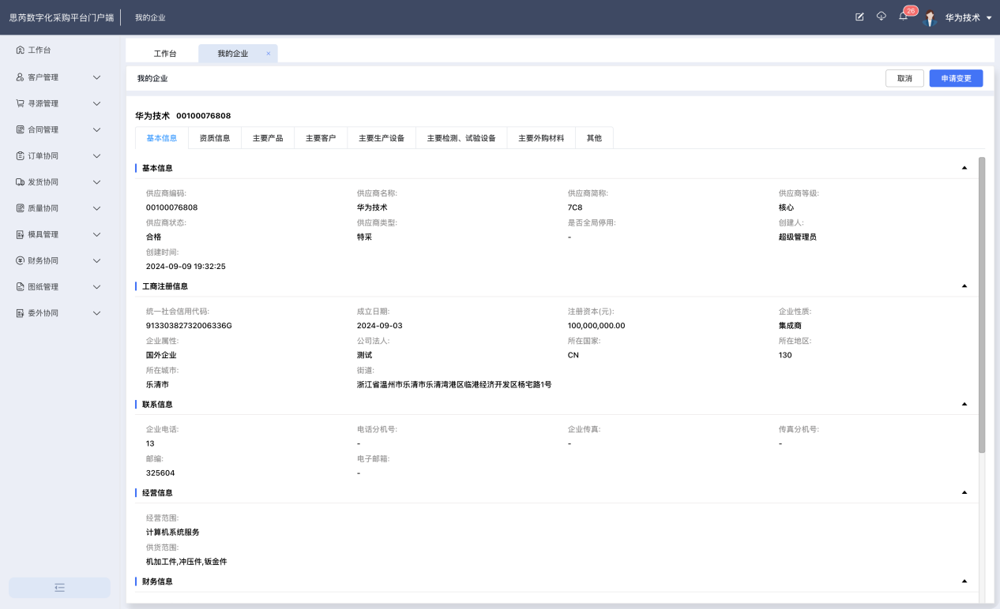 思芮数字化采购平台门户端 我的企业 26 华为技术
工作台
客户管理
寻源管理
合同管理
订单协同
发货协同
质量协同
模具管理
财务协同
图纸管理
委外协同
工作台 我的企业 ×
我的企业 取消 申请变更
华为技术 00100076808
基本信息 资质信息 主要产品 主要客户 主要生产设备 主要检测、试验设备 主要外购材料 其他
基本信息
供应商编码: 供应商名称: 供应商简称: 供应商等级:
00100076808 华为技术 7C8 核心
供应商状态: 供应商类型: 是否全局停用: 创建人:
合格 特采 - 超级管理员
创建时间:
2024-09-09 19:32:25
工商注册信息
统一社会信用代码: 成立日期: 注册资本(元): 企业性质:
91330382732006336G 2024-09-03 100,000,000.00 集成商
企业属性: 公司法人: 所在国家: 所在地区:
国外企业 测试 CN 130
所在城市: 街道:
乐清市 浙江省温州市乐清市乐清湾港区临港经济开发区杨宅路1号
联系信息
企业电话: 电话分机号: 企业传真: 传真分机号:
13 - - -
邮编: 电子邮箱:
325604 -
经营信息
经营范围:
计算机系统服务
供货范围:
机加工件,冲压件,钣金件
财务信息